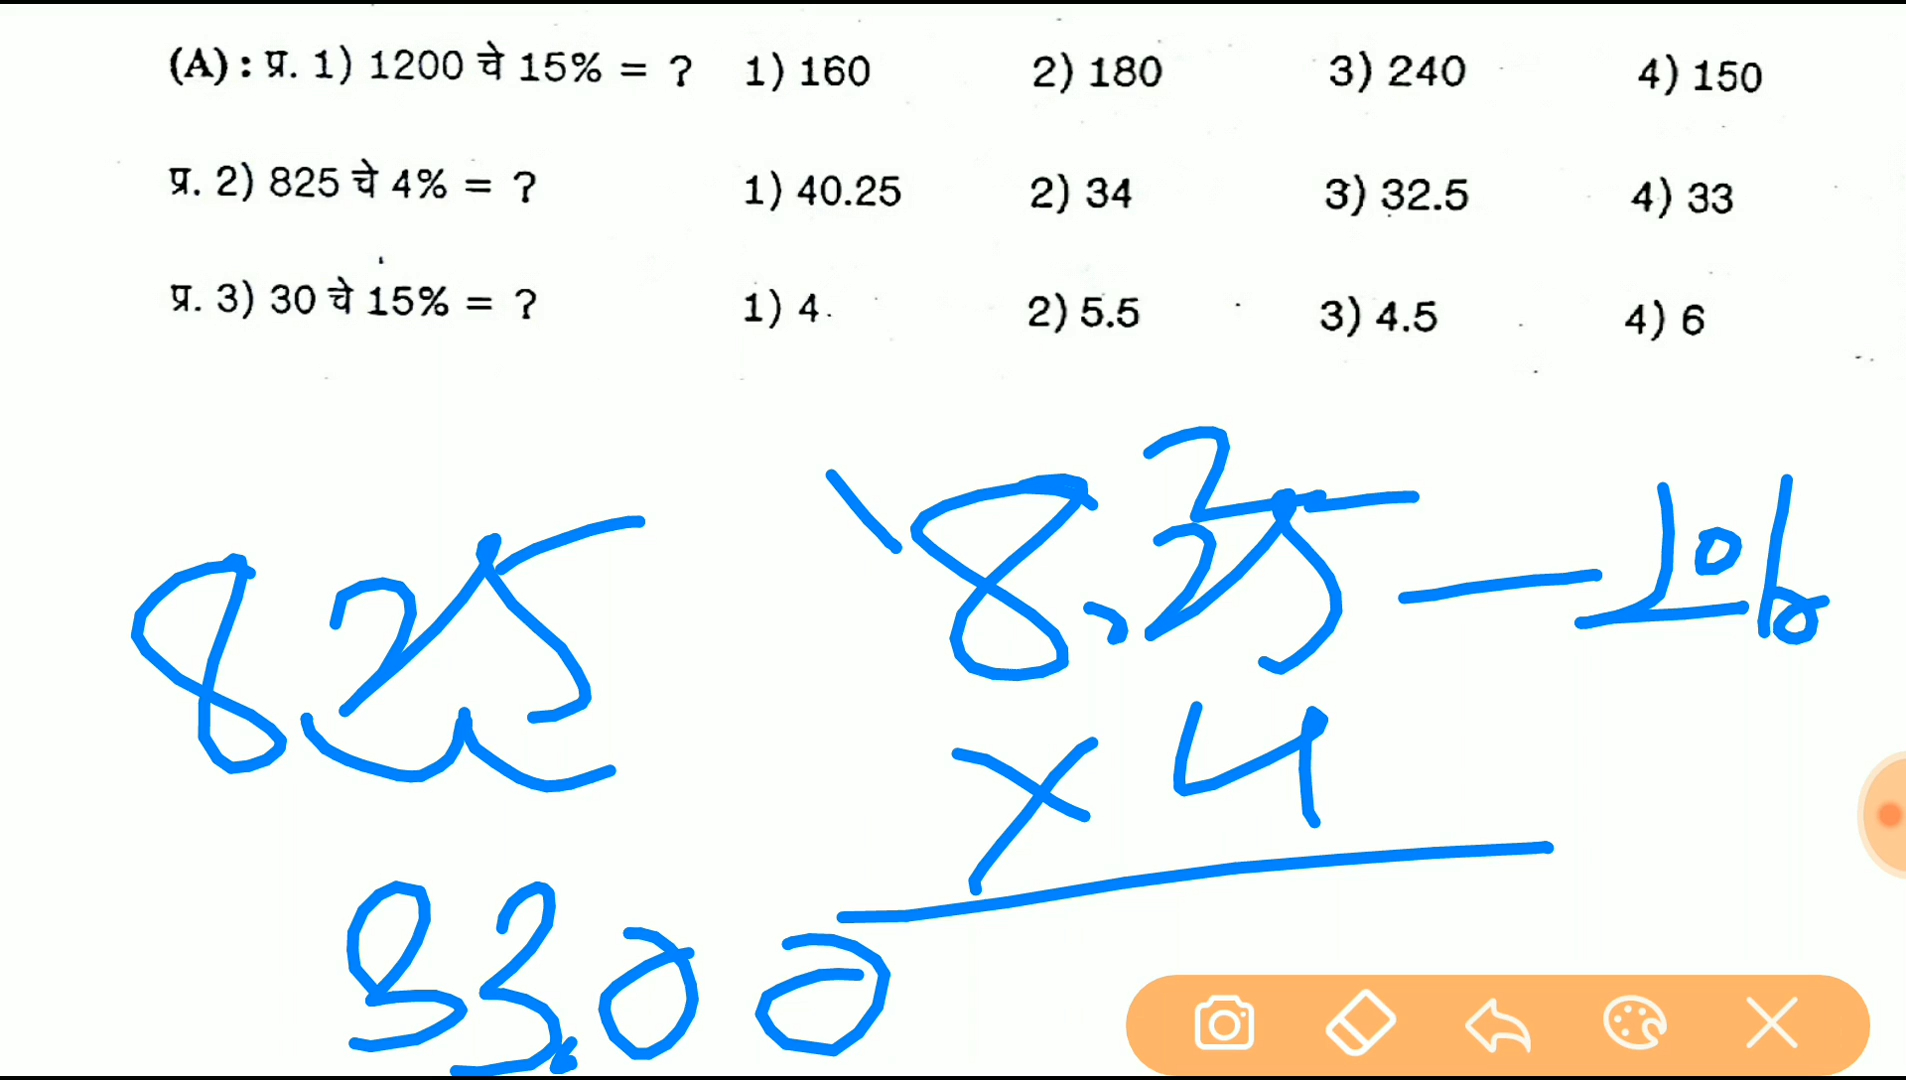 (A) : प्र. 1) 1200 चे 15% = ? 1) 160 2) 180 3) 240 4) 150
प्र. 2) 825 चे 4% = ? 1) 40.25 2) 34 3) 32.5 4) 33
प्र. 3) 30 चे 15% = ? 1) 4 2) 5.5 3) 4.5 4) 6
2
825 8.25 — 1%
× 4
33.00